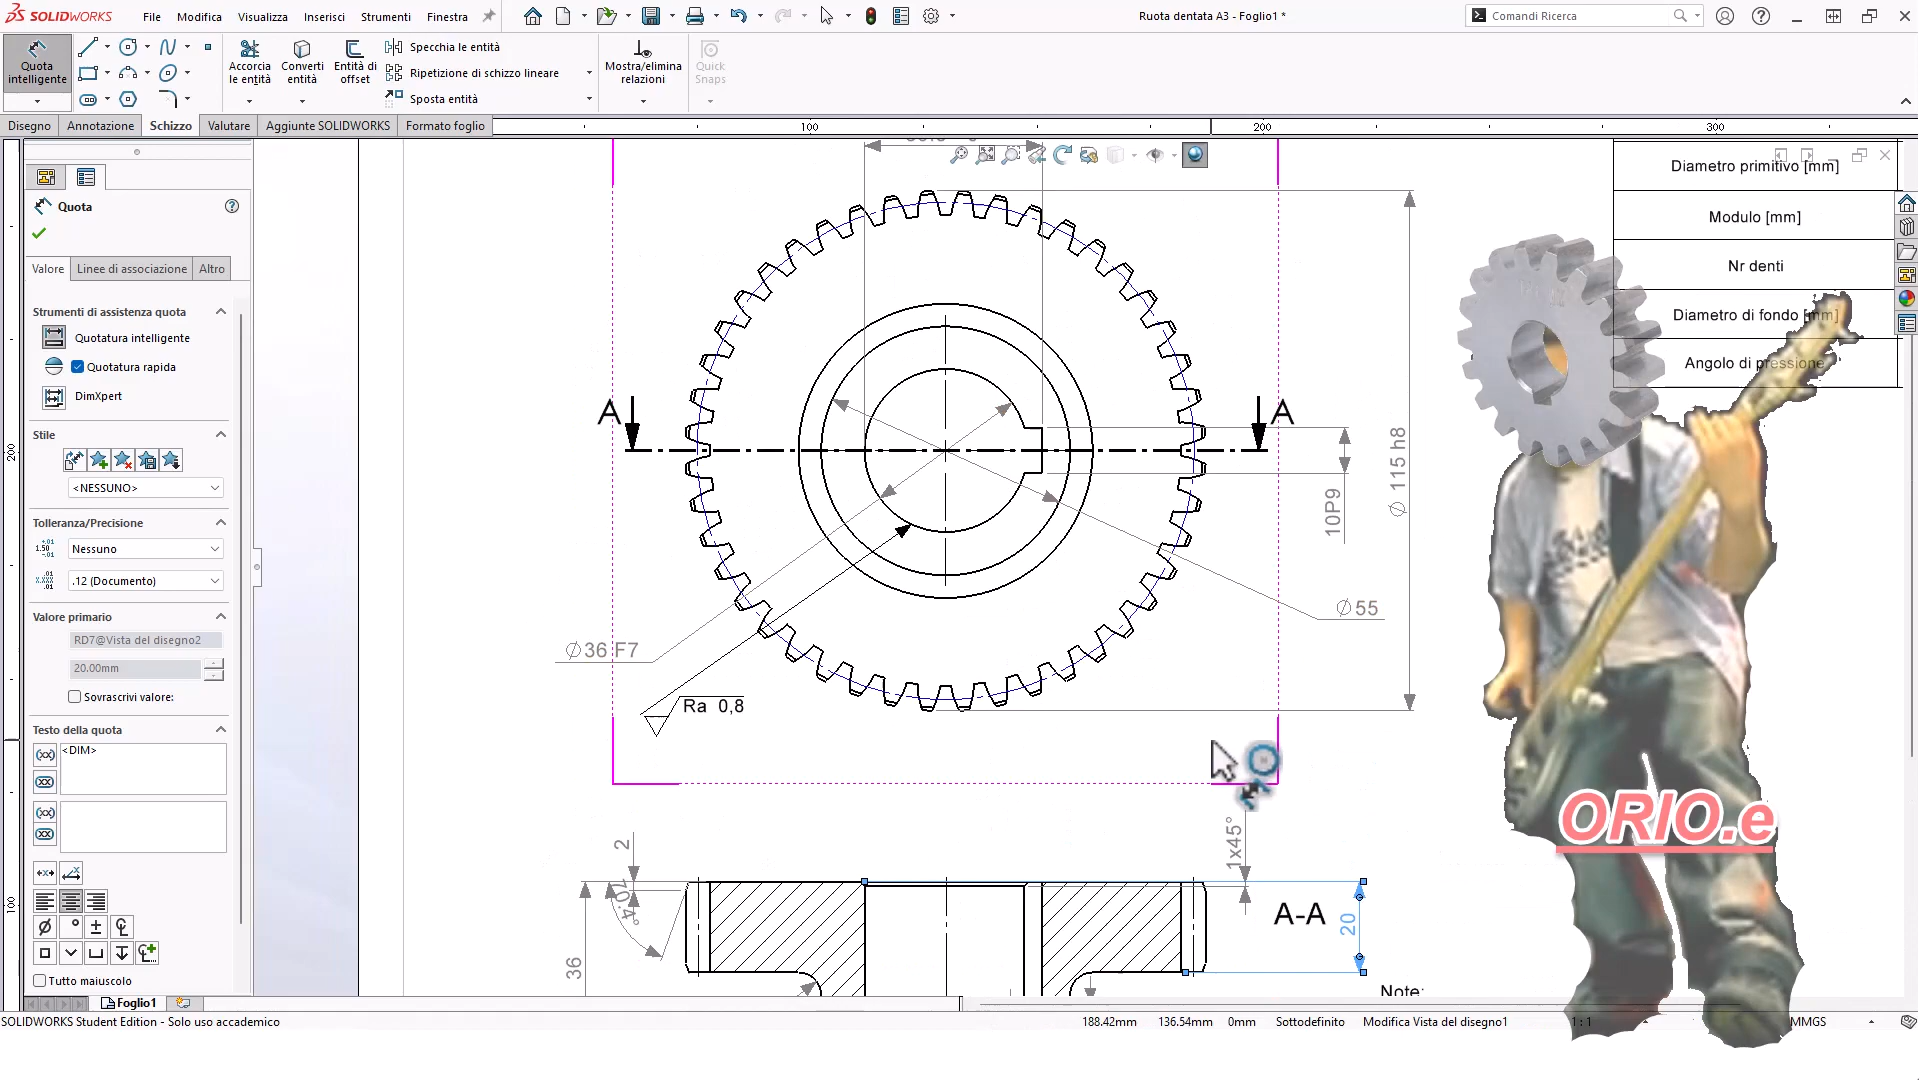 SOLIDWORKS
File
Modifica
Visualizza
Inserisci
Strumenti
Finestra
Ruota dentata A3 - Foglio1 *
Comandi Ricerca
Quota intelligente
Accorcia le entità
Converti entità
Entità di offset
Specchia le entità
Ripetizione di schizzo lineare
Sposta entità
Mostra/elimina relazioni
Quick Snaps
Disegno
Annotazione
Schizzo
Valutare
Aggiunte SOLIDWORKS
Formato foglio
100
200
300
Quota
Valore
Linee di associazione
Altro
Strumenti di assistenza quota
Quotatura intelligente
Quotatura rapida
DimXpert
Stile
<NESSUNO>
Tolleranza/Precisione
Nessuno
.12 (Documento)
Valore primario
RD7@Vista del disegno2
20.00mm
Sovrascrivi valore:
Testo della quota
<DIM>
Tutto maiuscolo
200
100
A
A
Ø 115 h8
10P9
Ø55
Ø36 F7
Ra 0,8
2
1x45°
70.4°
36
A-A
20
Note:
Diametro primitivo [mm]
Modulo [mm]
Nr denti
Diametro di fondo [mm]
Angolo di pressione
ORIO.e
Foglio1
SOLIDWORKS Student Edition - Solo uso accademico
188.42mm
136.54mm
0mm
Sottodefinito
Modifica Vista del disegno1
1 : 1
MMGS